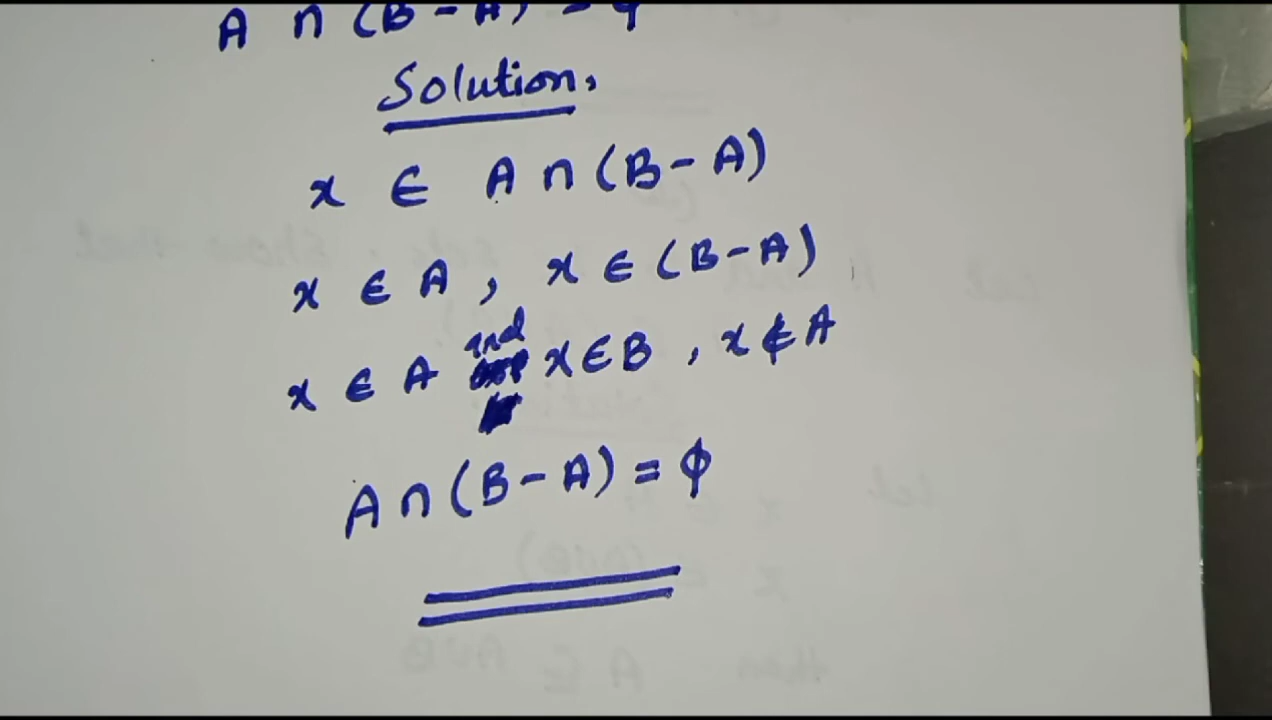 A ∩ (B - A) = φ
Solution,
x ∈ A ∩ (B - A)
x ∈ A , x ∈ (B - A)
x ∈ A and x ∈ B , x ∉ A
A ∩ (B - A) = φ